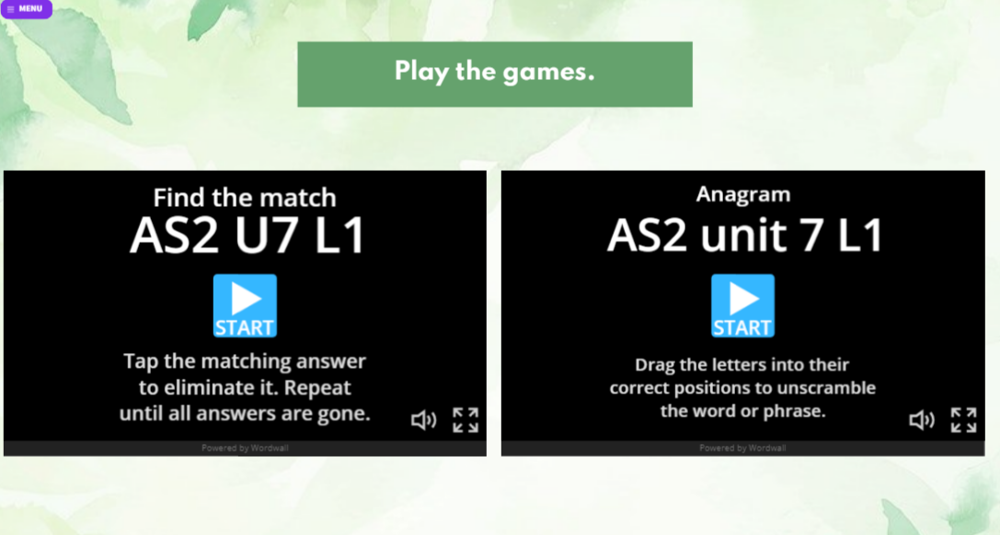 MENU
Play the games.
Find the match
AS2 U7 L1
START
Tap the matching answer
to eliminate it. Repeat
until all answers are gone.
Powered by Wordwall
Anagram
AS2 unit 7 L1
START
Drag the letters into their
correct positions to unscramble
the word or phrase.
Powered by Wordwall